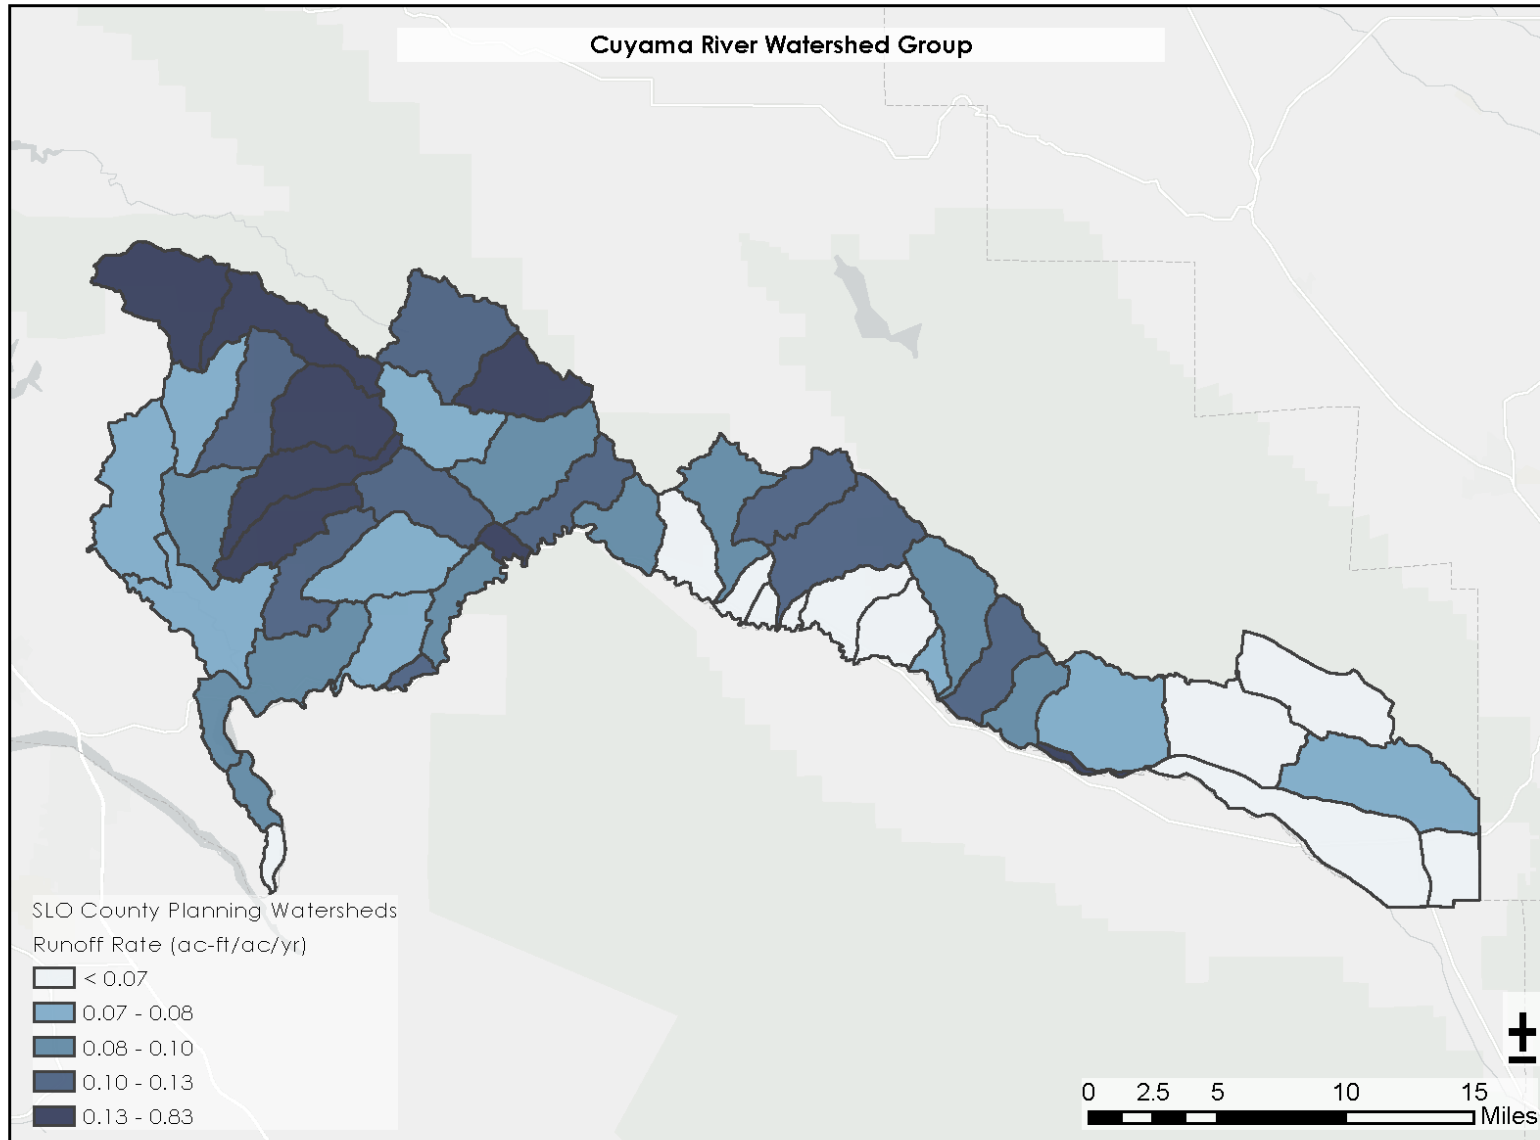 Cuyama River Watershed Group
SLO County Planning Watersheds
Runoff Rate (ac-ft/ac/yr)
< 0.07
0.07 - 0.08
0.08 - 0.10
0.10 - 0.13
0.13 - 0.83
0 2.5 5 10 15
Miles